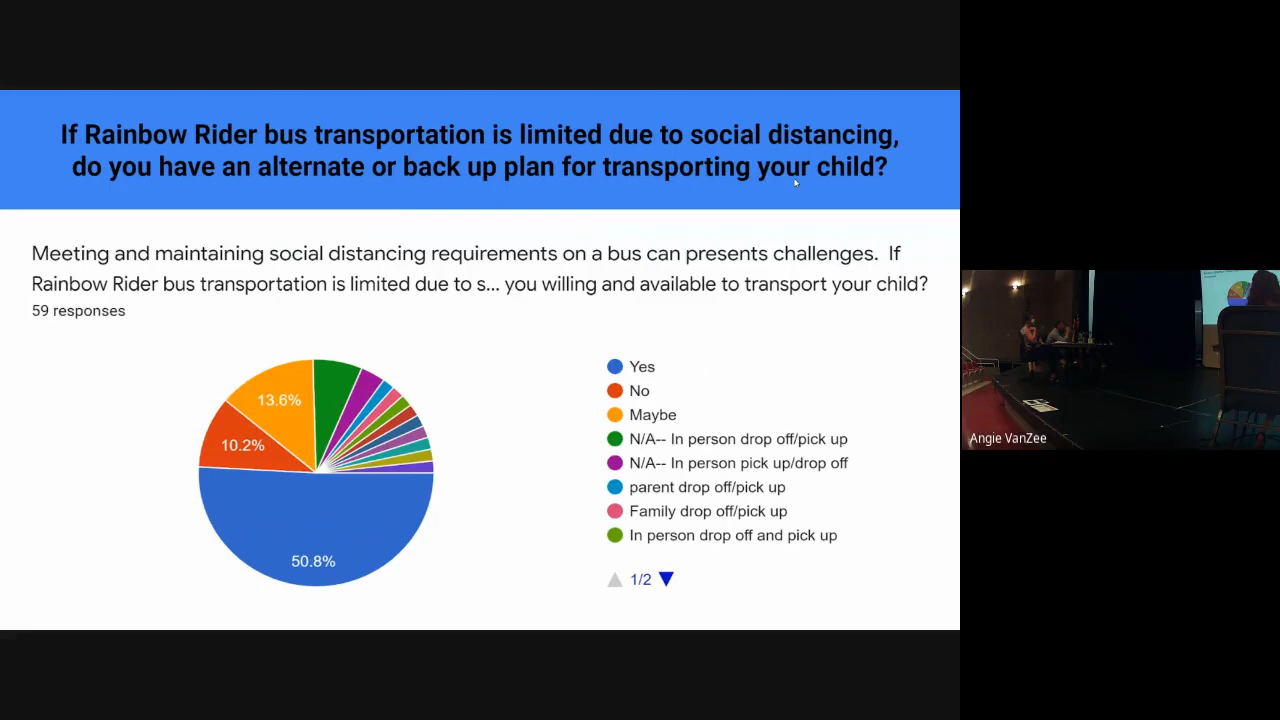 If Rainbow Rider bus transportation is limited due to social distancing,
do you have an alternate or back up plan for transporting your child?
Meeting and maintaining social distancing requirements on a bus can presents challenges. If
Rainbow Rider bus transportation is limited due to s... you willing and available to transport your child?
59 responses
13.6%
10.2%
50.8%
Yes
No
Maybe
N/A-- In person drop off/pick up
N/A-- In person pick up/drop off
parent drop off/pick up
Family drop off/pick up
In person drop off and pick up
1/2
Angie VanZee